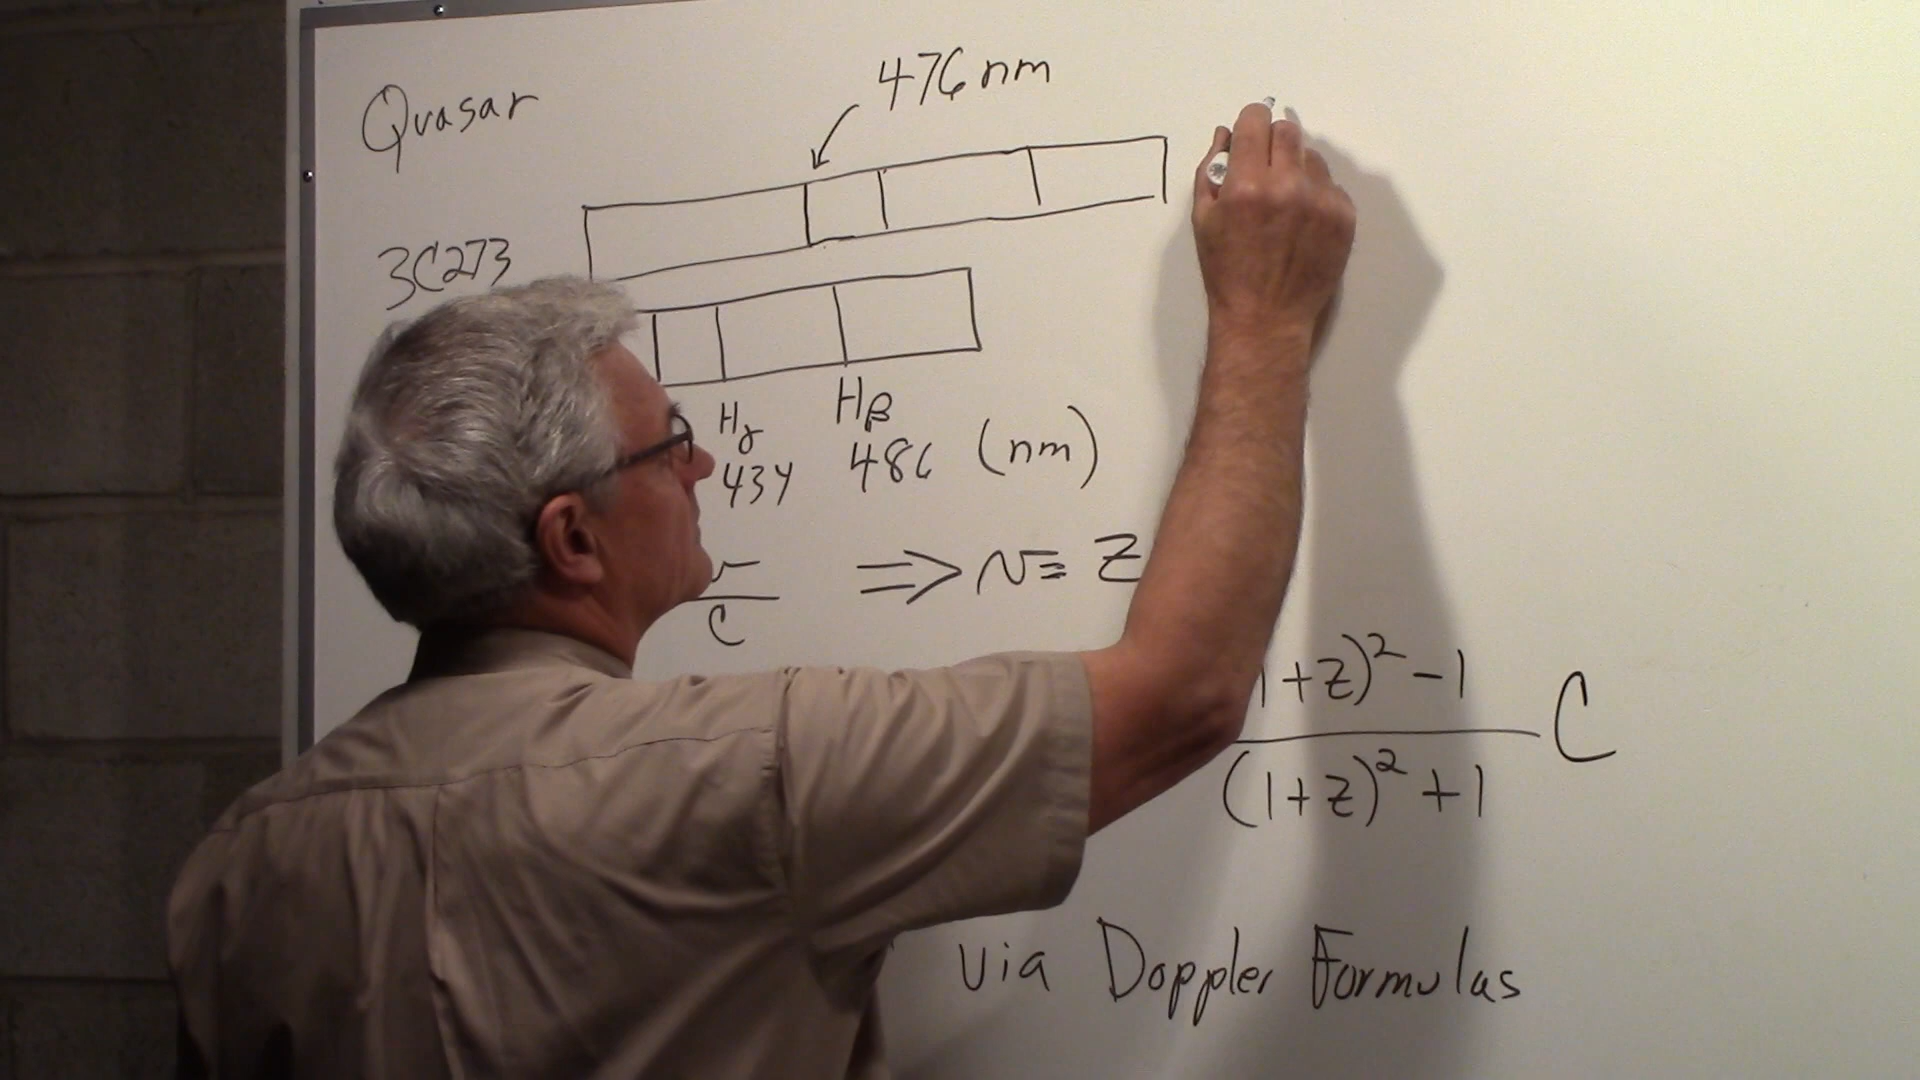 476 nm
Quasar
3C273
Hγ Hβ
434 486 (nm)
v/C ⇒ v = Z
1+Z)² - 1
C
(1+Z)² + 1
via Doppler Formulas